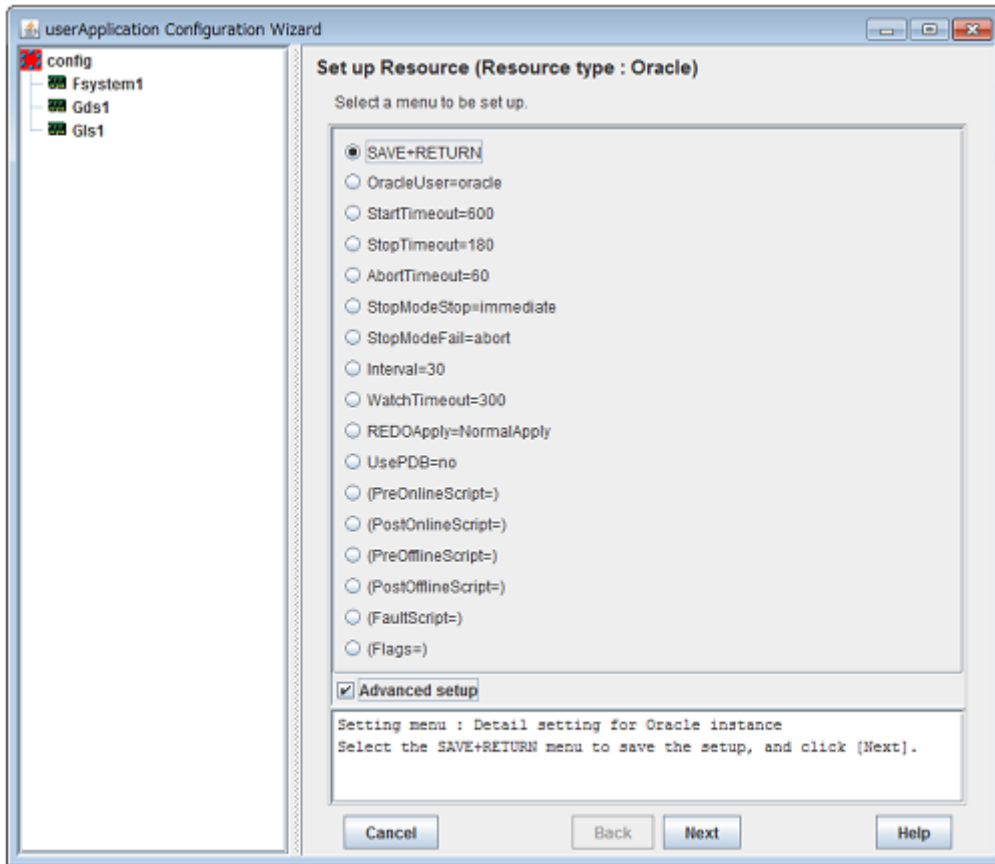 userApplication Configuration Wizard
config
Fsystem1
Gds1
Gls1
Set up Resource (Resource type : Oracle)
Select a menu to be set up.
SAVE+RETURN
OracleUser=oracle
StartTimeout=600
StopTimeout=180
AbortTimeout=60
StopModeStop=immediate
StopModeFail=abort
Interval=30
WatchTimeout=300
REDOApply=NormalApply
UsePDB=no
(PreOnlineScript=)
(PostOnlineScript=)
(PreOfflineScript=)
(PostOfflineScript=)
(FaultScript=)
(Flags=)
Advanced setup
Setting menu : Detail setting for Oracle instance
Select the SAVE+RETURN menu to save the setup, and click [Next].
Cancel Back Next Help